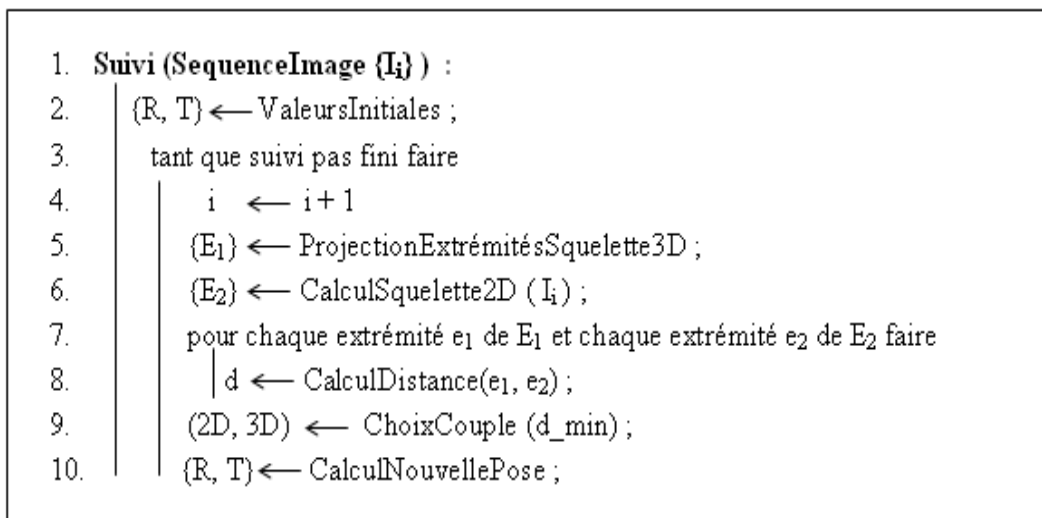 1. Suivi (SequenceImage {Ii} ) :
2. {R, T} ← ValeursInitiales ;
3. tant que suivi pas fini faire
4. i ← i + 1
5. {E1} ← ProjectionExtrémitésSquelette3D ;
6. {E2} ← CalculSquelette2D ( Ii ) ;
7. pour chaque extrémité e1 de E1 et chaque extrémité e2 de E2 faire
8. d ← CalculDistance(e1, e2) ;
9. (2D, 3D) ← ChoixCouple (d_min) ;
10. {R, T} ← CalculNouvellePose ;